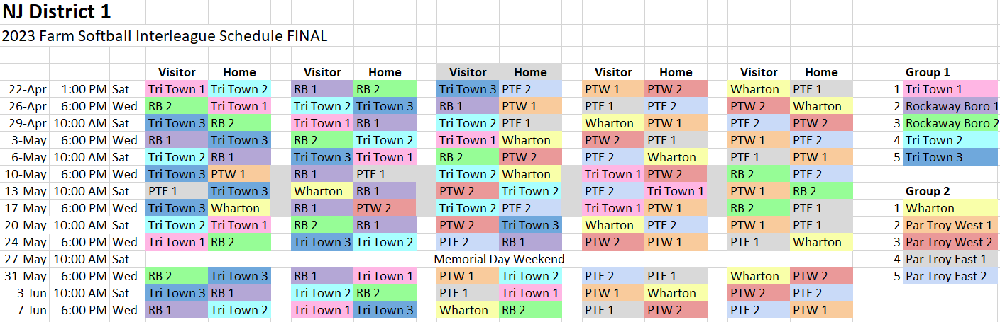 NJ District 1
2023 Farm Softball Interleague Schedule FINAL
Visitor Home Visitor Home Visitor Home Visitor Home Visitor Home Group 1
22-Apr 1:00 PM Sat Tri Town 1 Tri Town 2 RB 1 RB 2 Tri Town 3 PTE 2 PTW 1 PTW 2 Wharton PTE 1 1 Tri Town 1
26-Apr 6:00 PM Wed RB 2 Tri Town 1 Tri Town 2 Tri Town 3 RB 1 PTW 1 PTE 1 PTE 2 PTW 2 Wharton 2 Rockaway Boro 1
29-Apr 10:00 AM Sat Tri Town 3 RB 2 Tri Town 1 RB 1 Tri Town 2 PTE 1 Wharton PTW 1 PTE 2 PTW 2 3 Rockaway Boro 2
3-May 6:00 PM Wed RB 1 Tri Town 3 RB 2 Tri Town 2 Tri Town 1 Wharton PTW 2 PTE 1 PTW 1 PTE 2 4 Tri Town 2
6-May 10:00 AM Sat Tri Town 2 RB 1 Tri Town 3 Tri Town 1 RB 2 PTW 2 PTE 2 Wharton PTE 1 PTW 1 5 Tri Town 3
10-May 6:00 PM Wed Tri Town 3 PTW 1 RB 1 PTE 1 Tri Town 2 Wharton Tri Town 1 PTW 2 RB 2 PTE 2
13-May 10:00 AM Sat PTE 1 Tri Town 3 Wharton RB 1 PTW 2 Tri Town 2 PTE 2 Tri Town 1 PTW 1 RB 2 Group 2
17-May 6:00 PM Wed Tri Town 3 Wharton RB 1 PTW 2 Tri Town 2 PTE 2 Tri Town 1 PTW 1 RB 2 PTE 1 1 Wharton
20-May 10:00 AM Sat Tri Town 2 Tri Town 1 RB 2 RB 1 PTW 2 Tri Town 3 Wharton PTE 2 PTW 1 PTE 1 2 Par Troy West 1
24-May 6:00 PM Wed Tri Town 1 RB 2 Tri Town 3 Tri Town 2 PTE 2 RB 1 PTW 2 PTW 1 PTE 1 Wharton 3 Par Troy West 2
27-May 10:00 AM Sat Memorial Day Weekend 4 Par Troy East 1
31-May 6:00 PM Wed RB 2 Tri Town 3 RB 1 Tri Town 1 PTW 1 Tri Town 2 PTE 2 PTE 1 Wharton PTW 2 5 Par Troy East 2
3-Jun 10:00 AM Sat Tri Town 3 RB 1 Tri Town 2 RB 2 PTE 1 Tri Town 1 PTW 1 Wharton PTW 2 PTE 2
7-Jun 6:00 PM Wed RB 1 Tri Town 2 Tri Town 1 Tri Town 3 Wharton RB 2 PTE 1 PTW 2 PTE 2 PTW 1